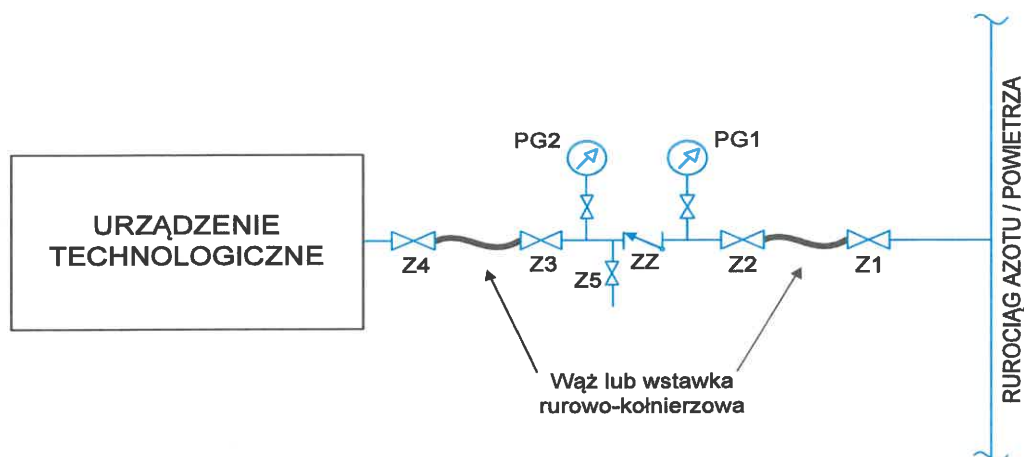 PG2
PG1
URZĄDZENIE
TECHNOLOGICZNE
Z4
Z3
Z5
ZZ
Z2
Z1
Wąż lub wstawka
rurowo-kołnierzowa
RUROCIĄG AZOTU / POWIETRZA